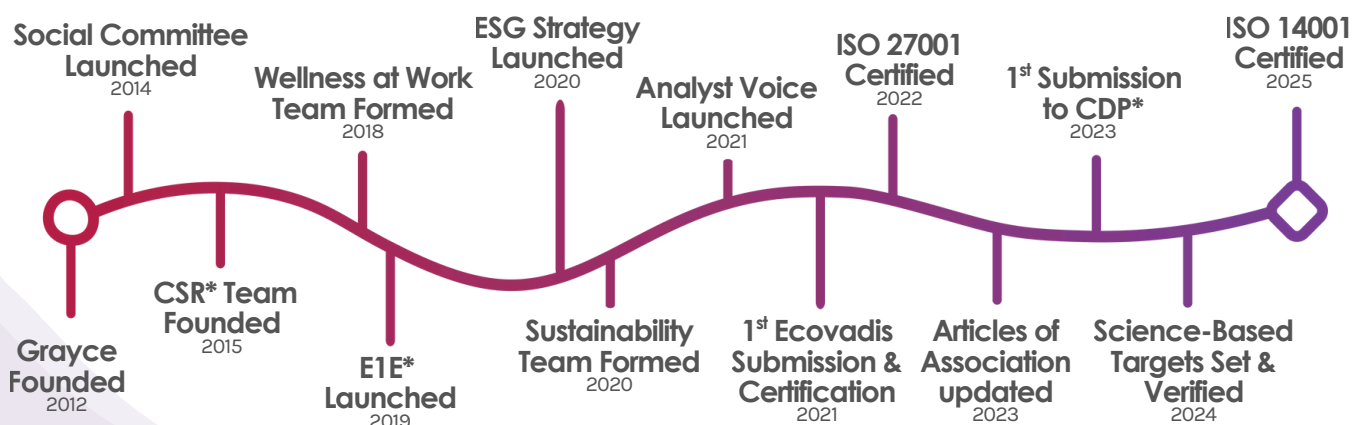 Grayce
Founded
2012
Social Committee
Launched
2014
CSR* Team
Founded
2015
Wellness at Work
Team Formed
2018
E1E*
Launched
2019
ESG Strategy
Launched
2020
Sustainability
Team Formed
2020
Analyst Voice
Launched
2021
1st Ecovadis
Submission &
Certification
2021
ISO 27001
Certified
2022
Articles of
Association
updated
2023
1st Submission
to CDP*
2023
Science-Based
Targets Set &
Verified
2024
ISO 14001
Certified
2025